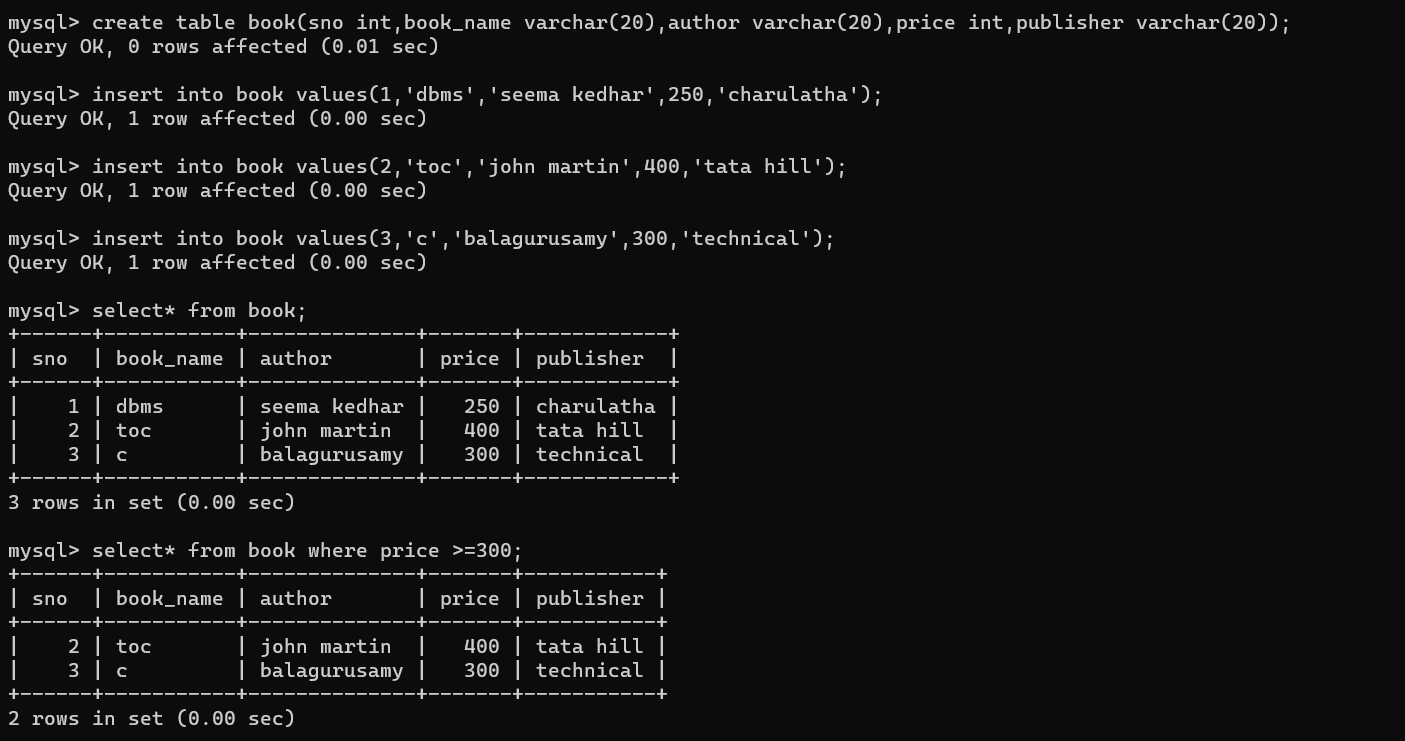 mysql> create table book(sno int,book_name varchar(20),author varchar(20),price int,publisher varchar(20));
Query OK, 0 rows affected (0.01 sec)

mysql> insert into book values(1,'dbms','seema kedhar',250,'charulatha');
Query OK, 1 row affected (0.00 sec)

mysql> insert into book values(2,'toc','john martin',400,'tata hill');
Query OK, 1 row affected (0.00 sec)

mysql> insert into book values(3,'c','balagurusamy',300,'technical');
Query OK, 1 row affected (0.00 sec)

mysql> select* from book;
+------+-----------+--------------+-------+------------+
| sno  | book_name | author       | price | publisher  |
+------+-----------+--------------+-------+------------+
|    1 | dbms      | seema kedhar |   250 | charulatha |
|    2 | toc       | john martin  |   400 | tata hill  |
|    3 | c         | balagurusamy |   300 | technical  |
+------+-----------+--------------+-------+------------+
3 rows in set (0.00 sec)

mysql> select* from book where price >=300;
+------+-----------+--------------+-------+-----------+
| sno  | book_name | author       | price | publisher |
+------+-----------+--------------+-------+-----------+
|    2 | toc       | john martin  |   400 | tata hill |
|    3 | c         | balagurusamy |   300 | technical |
+------+-----------+--------------+-------+-----------+
2 rows in set (0.00 sec)